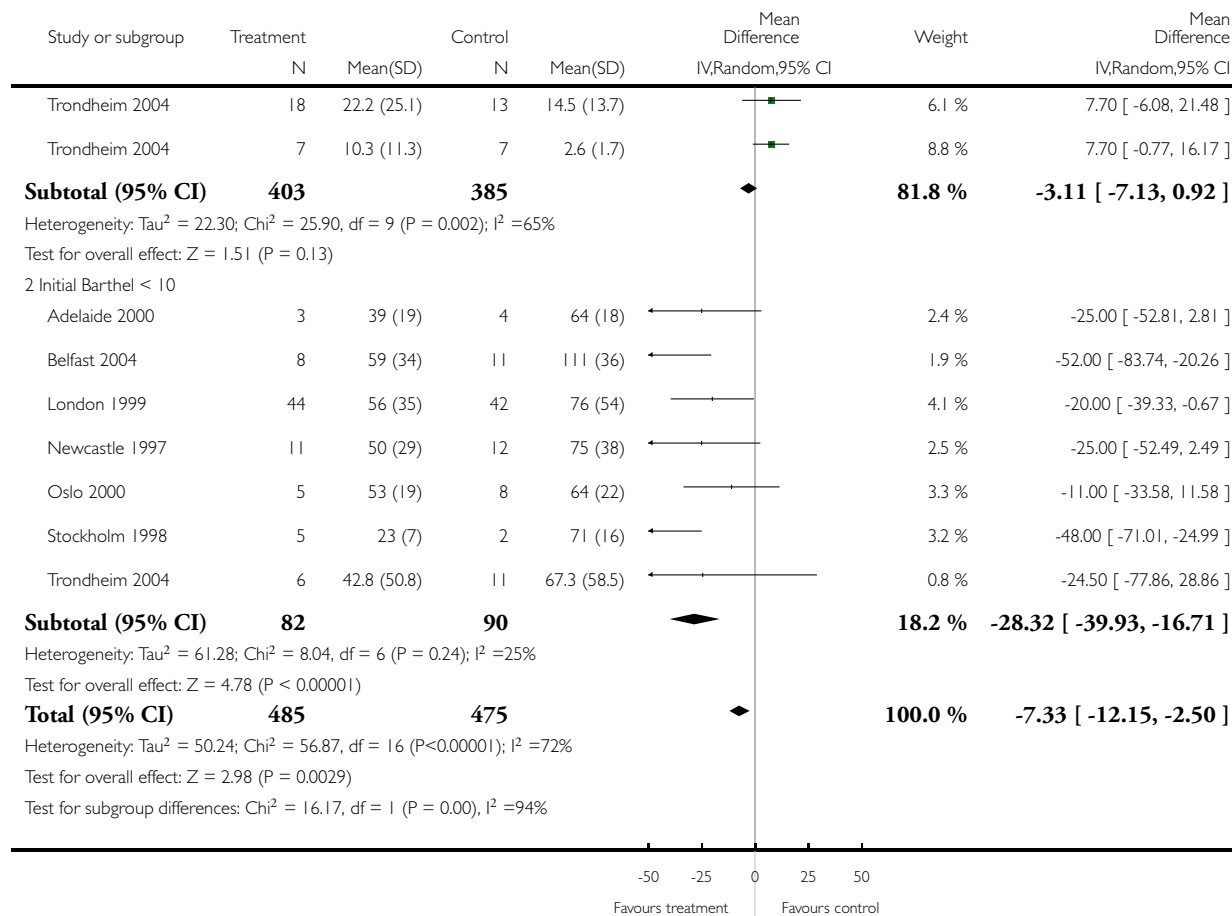 Study or subgroup Treatment Control Mean Difference Weight Mean Difference
N Mean(SD) N Mean(SD) IV,Random,95% CI IV,Random,95% CI
Trondheim 2004 18 22.2 (25.1) 13 14.5 (13.7) 6.1 % 7.70 [ -6.08, 21.48 ]
Trondheim 2004 7 10.3 (11.3) 7 2.6 (1.7) 8.8 % 7.70 [ -0.77, 16.17 ]
Subtotal (95% CI) 403 385 81.8 % -3.11 [ -7.13, 0.92 ]
Heterogeneity: Tau² = 22.30; Chi² = 25.90, df = 9 (P = 0.002); I² =65%
Test for overall effect: Z = 1.51 (P = 0.13)
2 Initial Barthel < 10
Adelaide 2000 3 39 (19) 4 64 (18) 2.4 % -25.00 [ -52.81, 2.81 ]
Belfast 2004 8 59 (34) 11 111 (36) 1.9 % -52.00 [ -83.74, -20.26 ]
London 1999 44 56 (35) 42 76 (54) 4.1 % -20.00 [ -39.33, -0.67 ]
Newcastle 1997 11 50 (29) 12 75 (38) 2.5 % -25.00 [ -52.49, 2.49 ]
Oslo 2000 5 53 (19) 8 64 (22) 3.3 % -11.00 [ -33.58, 11.58 ]
Stockholm 1998 5 23 (7) 2 71 (16) 3.2 % -48.00 [ -71.01, -24.99 ]
Trondheim 2004 6 42.8 (50.8) 11 67.3 (58.5) 0.8 % -24.50 [ -77.86, 28.86 ]
Subtotal (95% CI) 82 90 18.2 % -28.32 [ -39.93, -16.71 ]
Heterogeneity: Tau² = 61.28; Chi² = 8.04, df = 6 (P = 0.24); I² =25%
Test for overall effect: Z = 4.78 (P < 0.00001)
Total (95% CI) 485 475 100.0 % -7.33 [ -12.15, -2.50 ]
Heterogeneity: Tau² = 50.24; Chi² = 56.87, df = 16 (P<0.00001); I² =72%
Test for overall effect: Z = 2.98 (P = 0.0029)
Test for subgroup differences: Chi² = 16.17, df = 1 (P = 0.00), I² =94%
-50 -25 0 25 50
Favours treatment Favours control